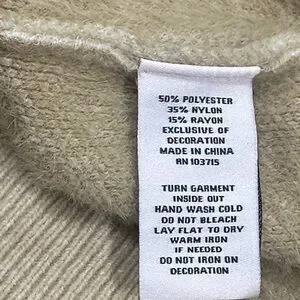 50% POLYESTER
35% NYLON
15% RAYON
EXCLUSIVE OF
DECORATION
MADE IN CHINA
RN 103715
TURN GARMENT
INSIDE OUT
HAND WASH COLD
DO NOT BLEACH
LAY FLAT TO DRY
WARM IRON
IF NEEDED
DO NOT IRON ON
DECORATION